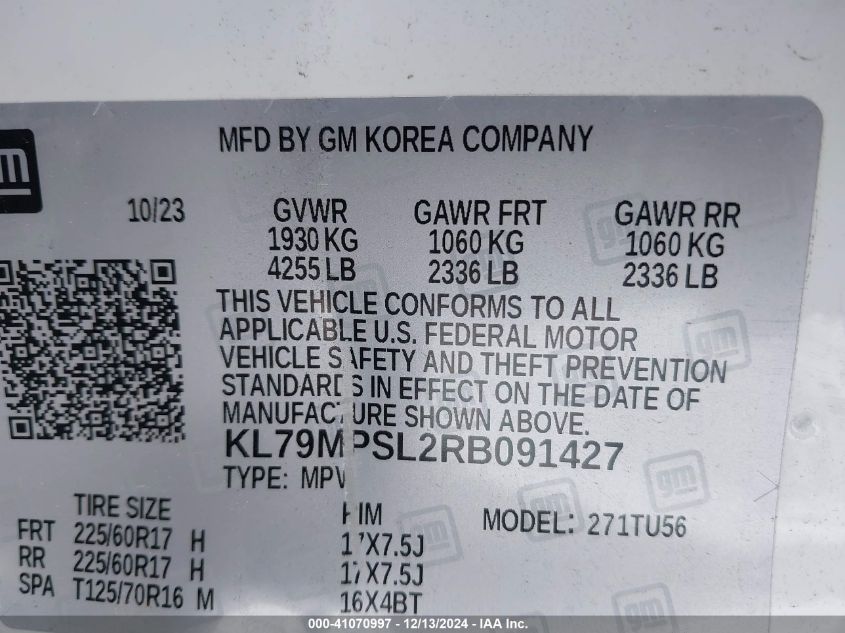 gm
MFD BY GM KOREA COMPANY
10/23 GVWR GAWR FRT GAWR RR
1930 KG 1060 KG 1060 KG
4255 LB 2336 LB 2336 LB
THIS VEHICLE CONFORMS TO ALL
APPLICABLE U.S. FEDERAL MOTOR
VEHICLE SAFETY AND THEFT PREVENTION
STANDARDS IN EFFECT ON THE DATE OF
MANUFACTURE SHOWN ABOVE.
KL79MPSL2RB091427
TYPE: MPV
TIRE SIZE RIM MODEL: 271TU56
FRT 225/60R17 H 17X7.5J
RR 225/60R17 H 17X7.5J
SPA T125/70R16 M 16X4BT
000-41070997 - 12/13/2024 - IAA Inc.